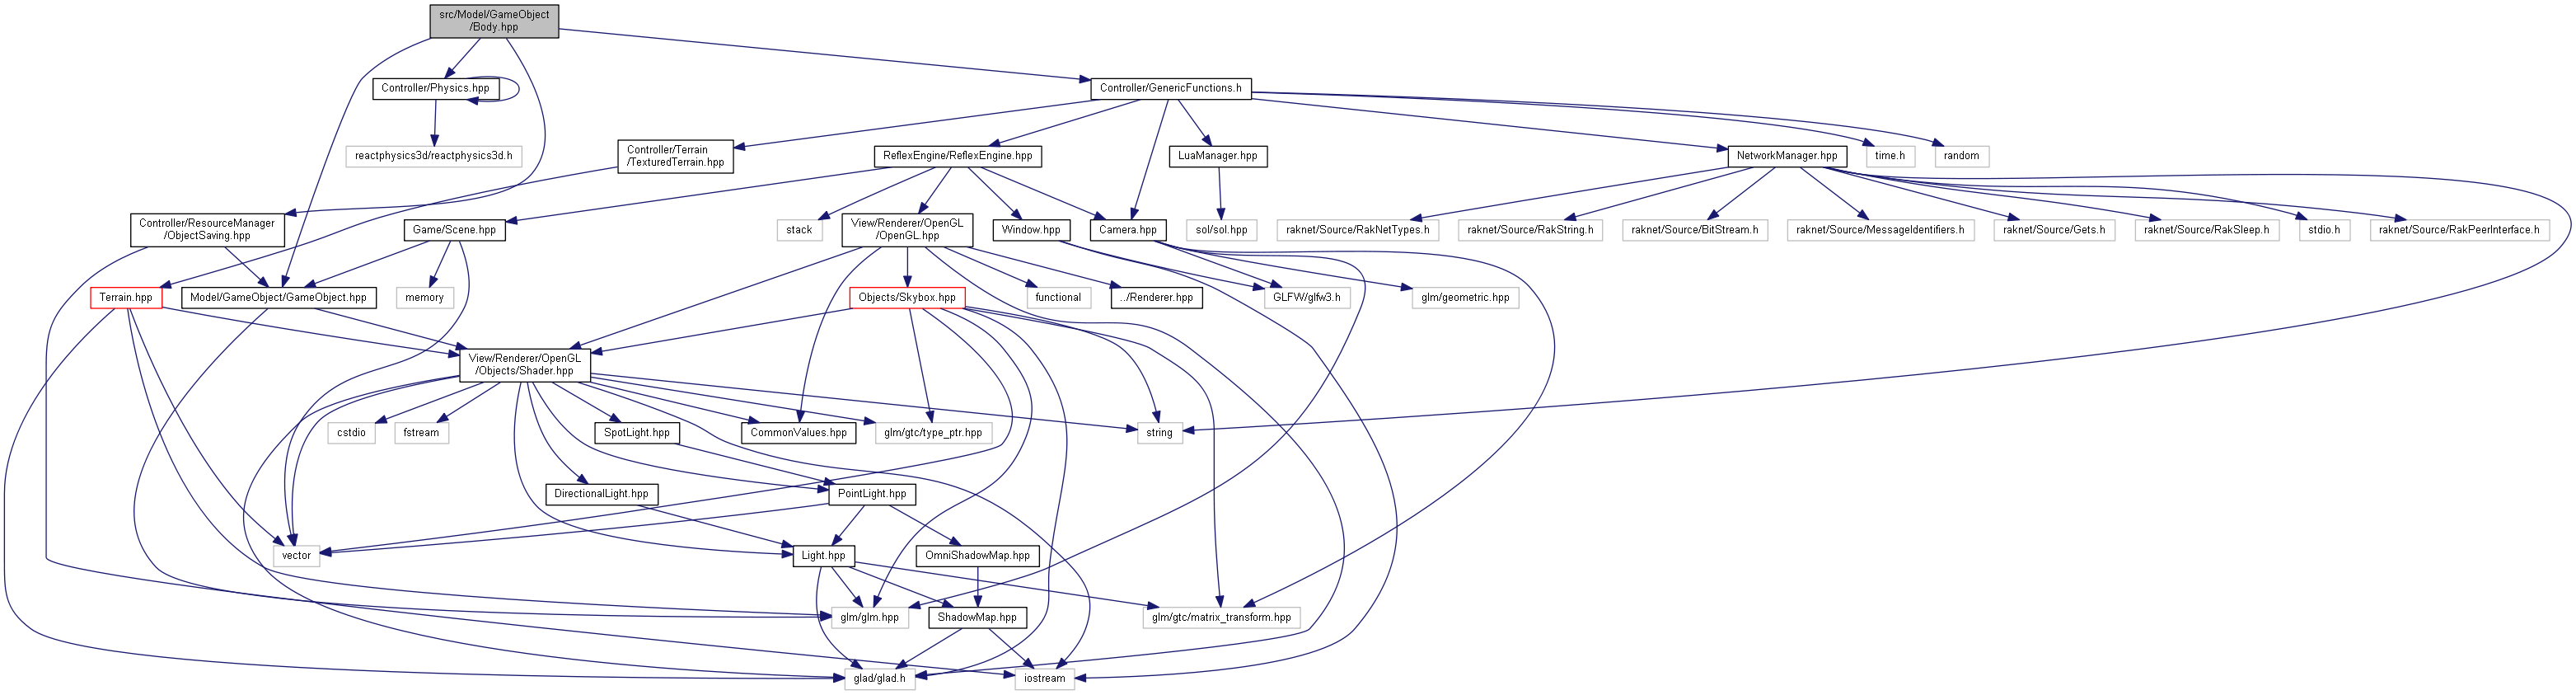 src/Model/GameObject
/Body.hpp
Controller/Physics.hpp
Controller/GenericFunctions.h
reactphysics3d/reactphysics3d.h
Controller/Terrain
/TexturedTerrain.hpp
ReflexEngine/ReflexEngine.hpp
LuaManager.hpp
NetworkManager.hpp
time.h
random
Controller/ResourceManager
/ObjectSaving.hpp
Game/Scene.hpp
stack
View/Renderer/OpenGL
/OpenGL.hpp
Window.hpp
Camera.hpp
sol/sol.hpp
raknet/Source/RakNetTypes.h
raknet/Source/RakString.h
raknet/Source/BitStream.h
raknet/Source/MessageIdentifiers.h
raknet/Source/Gets.h
raknet/Source/RakSleep.h
stdio.h
raknet/Source/RakPeerInterface.h
Terrain.hpp
Model/GameObject/GameObject.hpp
memory
Objects/Skybox.hpp
functional
../Renderer.hpp
GLFW/glfw3.h
glm/geometric.hpp
View/Renderer/OpenGL
/Objects/Shader.hpp
cstdio
fstream
SpotLight.hpp
CommonValues.hpp
glm/gtc/type_ptr.hpp
string
DirectionalLight.hpp
PointLight.hpp
vector
Light.hpp
OmniShadowMap.hpp
glm/glm.hpp
ShadowMap.hpp
glm/gtc/matrix_transform.hpp
glad/glad.h
iostream